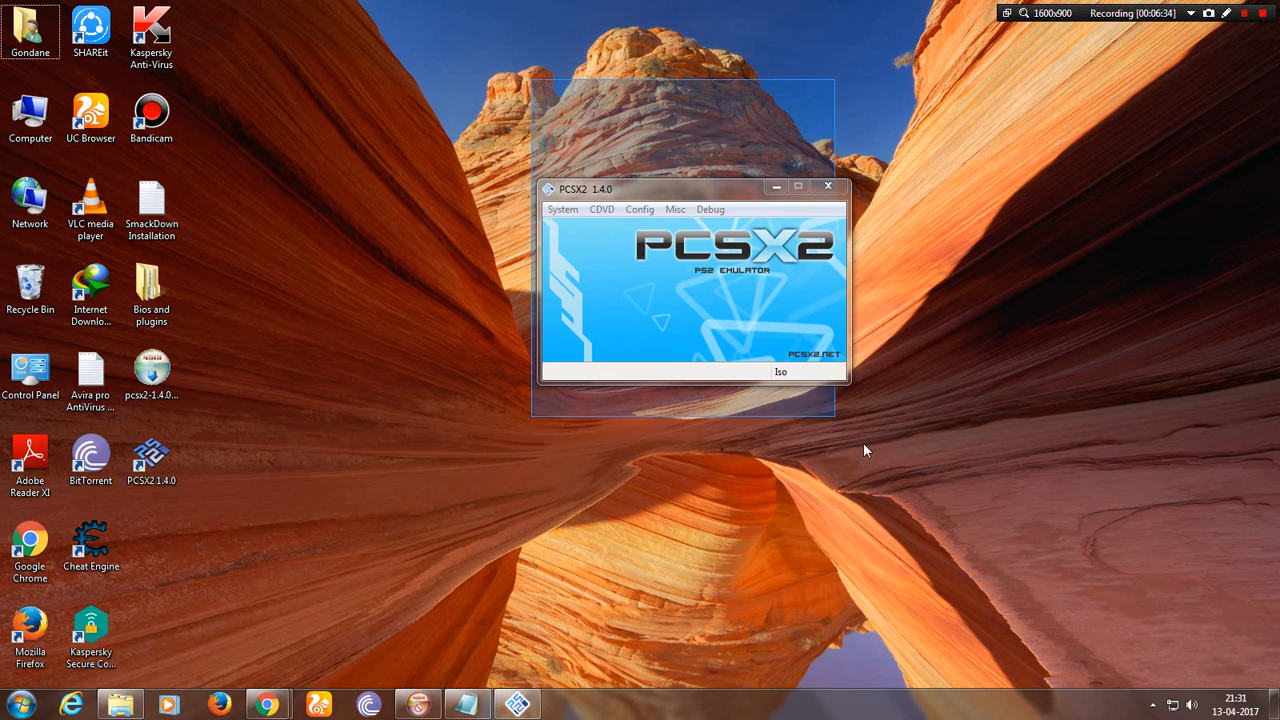 1600x900 Recording [00:06:34]
Gondane
SHAREit
Kaspersky
Anti-Virus
Computer
UC Browser
Bandicam
Network
VLC media
player
SmackDown
Installation
Recycle Bin
Internet
Downlo...
Bios and
plugins
Control Panel
Avira pro
AntiVirus ...
pcsx2-1.4.0...
Adobe
Reader XI
BitTorrent
PCSX2 1.4.0
Google
Chrome
Cheat Engine
Mozilla
Firefox
Kaspersky
Secure Co...
PCSX2 1.4.0
System CDVD Config Misc Debug
PCSX2
PS2 EMULATOR
PCSX2.NET
Iso
21:31
13-04-2017